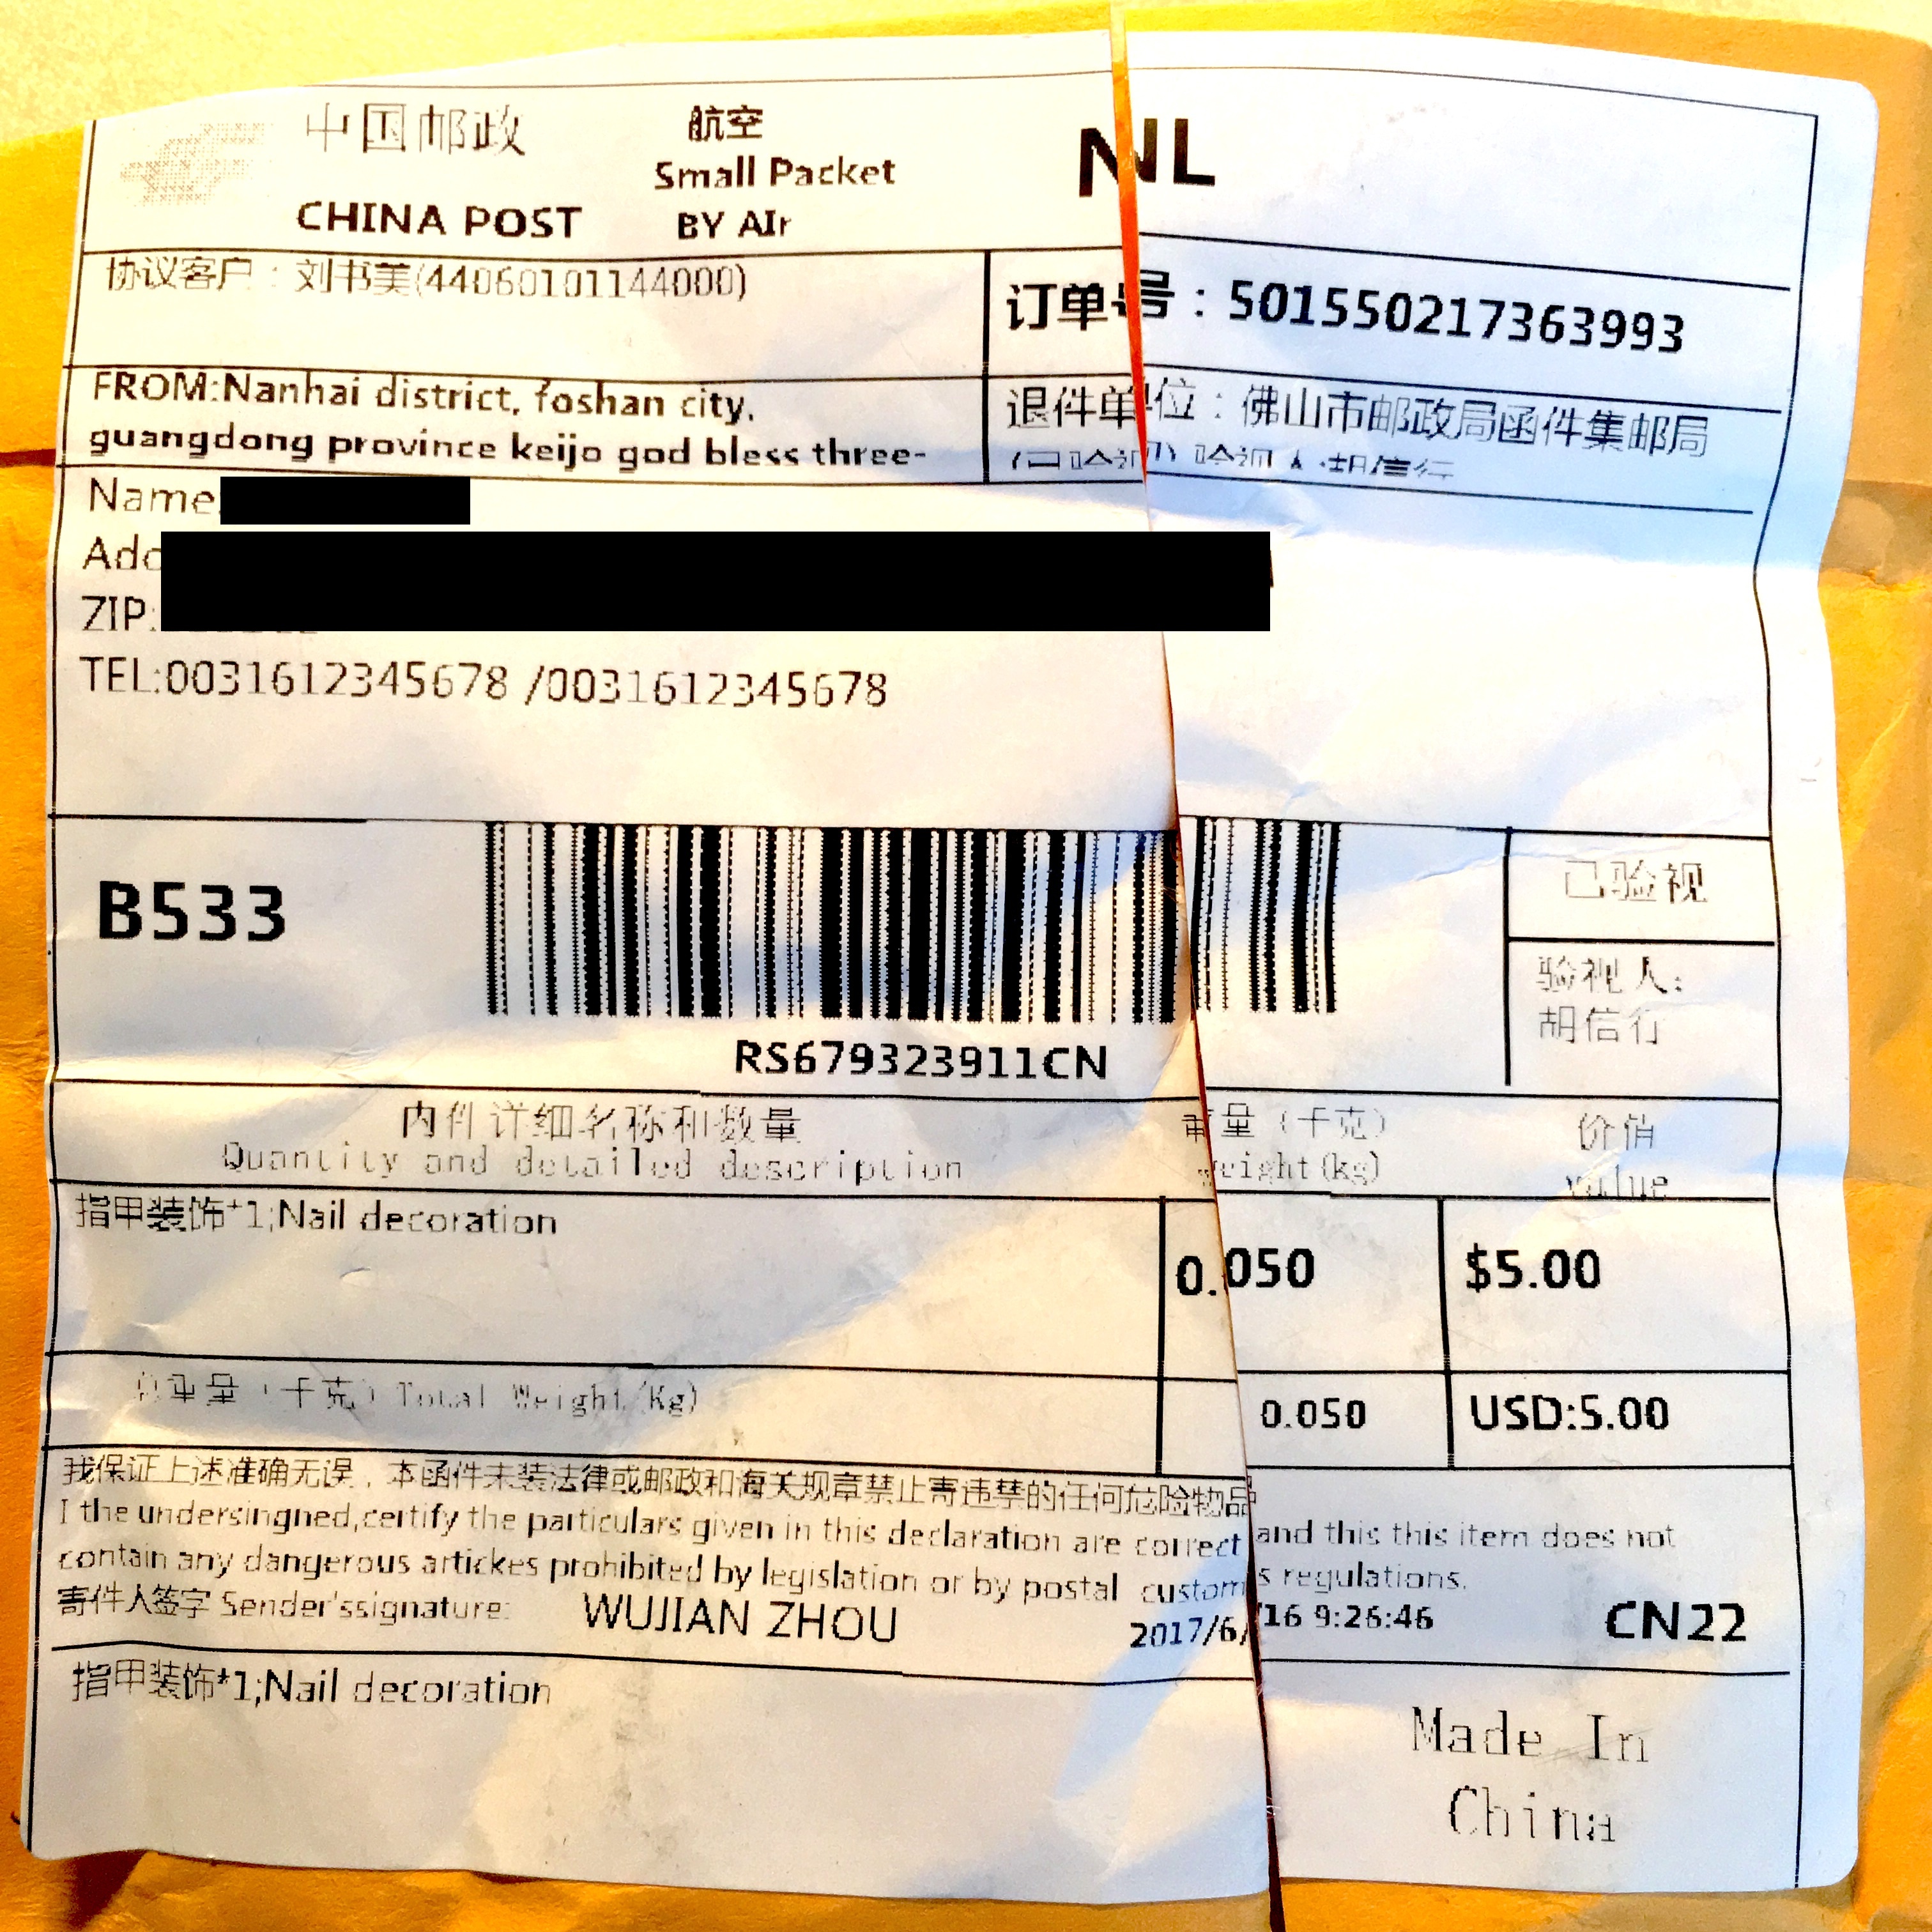 中国邮政
航空
Small Packet
CHINA POST
BY AIr
NL
协议客户：刘书美(44060101144000)
订单号：501550217363993
FROM:Nanhai district, foshan city,
guangdong province keijo god bless three-
退件单位：佛山市邮政局函件集邮局
Name
ZIP:
TEL:0031612345678 /0031612345678
B533
RS679323911CN
已验视
验视人:
胡信行
内件详细名称和数量
Quantity and detailed description
重量（千克）
weight(kg)
价值
value
指甲装饰*1;Nail decoration
0.050
$5.00
总重量（千克）Total Weight(Kg)
0.050
USD:5.00
我保证上述准确无误，本函件未装法律或邮政和海关规章禁止寄违禁的任何危险物品
I the undersingned,certify the particulars given in this declaration are correct and this this item does not
contain any dangerous artickes prohibited by legislation or by postal customs regulations.
寄件人签字 Sender'ssignature:
WUJIAN ZHOU
2017/6/16 9:26:46
CN22
指甲装饰*1;Nail decoration
Made In
China